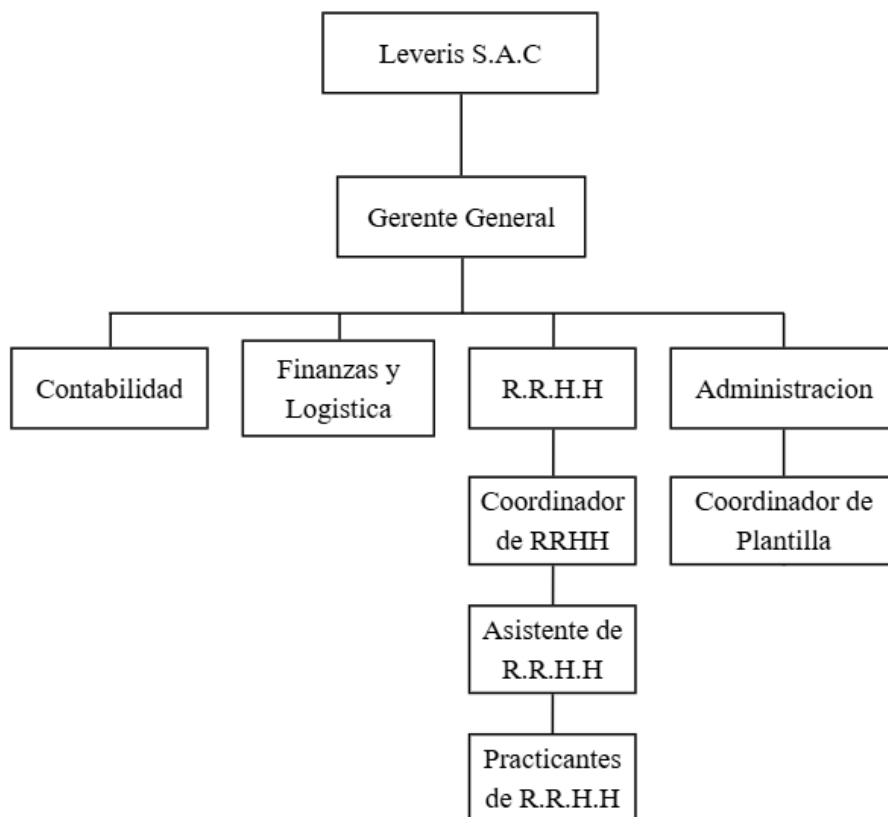 Leveris S.A.C
Gerente General
Contabilidad
Finanzas y
Logistica
R.R.H.H
Administracion
Coordinador
de RRHH
Coordinador de
Plantilla
Asistente de
R.R.H.H
Practicantes
de R.R.H.H